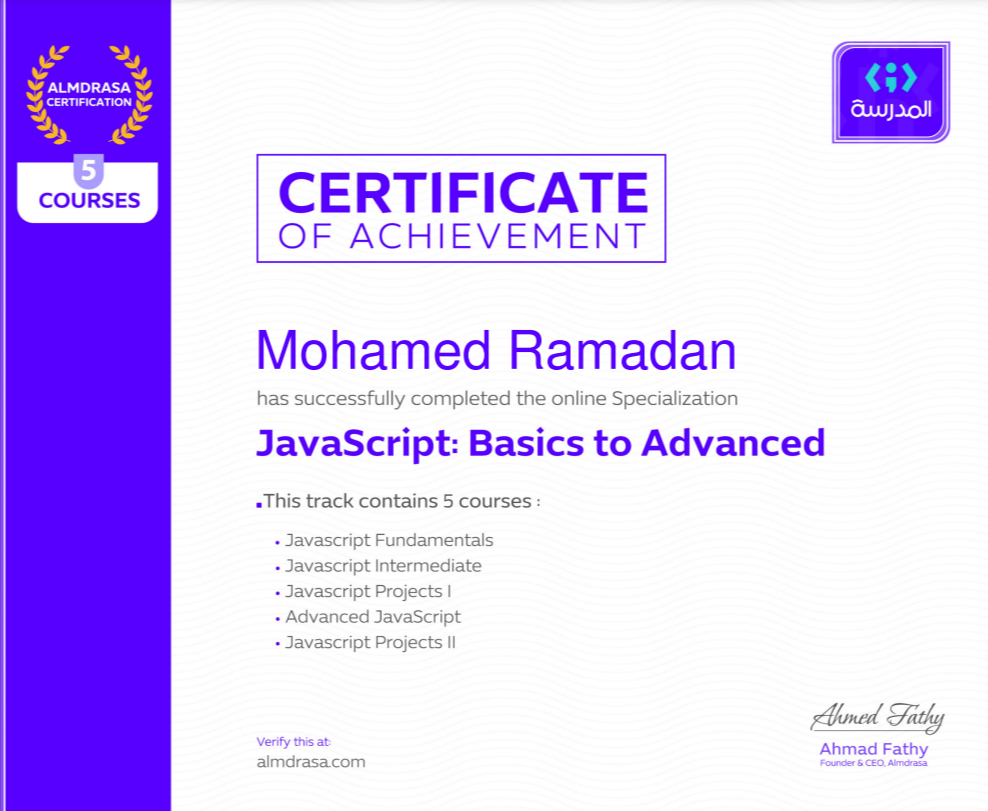 ALMDRASA
CERTIFICATION
5
COURSES
المدرسة
CERTIFICATE
OF ACHIEVEMENT
Mohamed Ramadan
has successfully completed the online Specialization
JavaScript: Basics to Advanced
This track contains 5 courses :
• Javascript Fundamentals
• Javascript Intermediate
• Javascript Projects I
• Advanced JavaScript
• Javascript Projects II
Verify this at:
almdrasa.com
Ahmed Fathy
Ahmad Fathy
Founder & CEO, Almdrasa